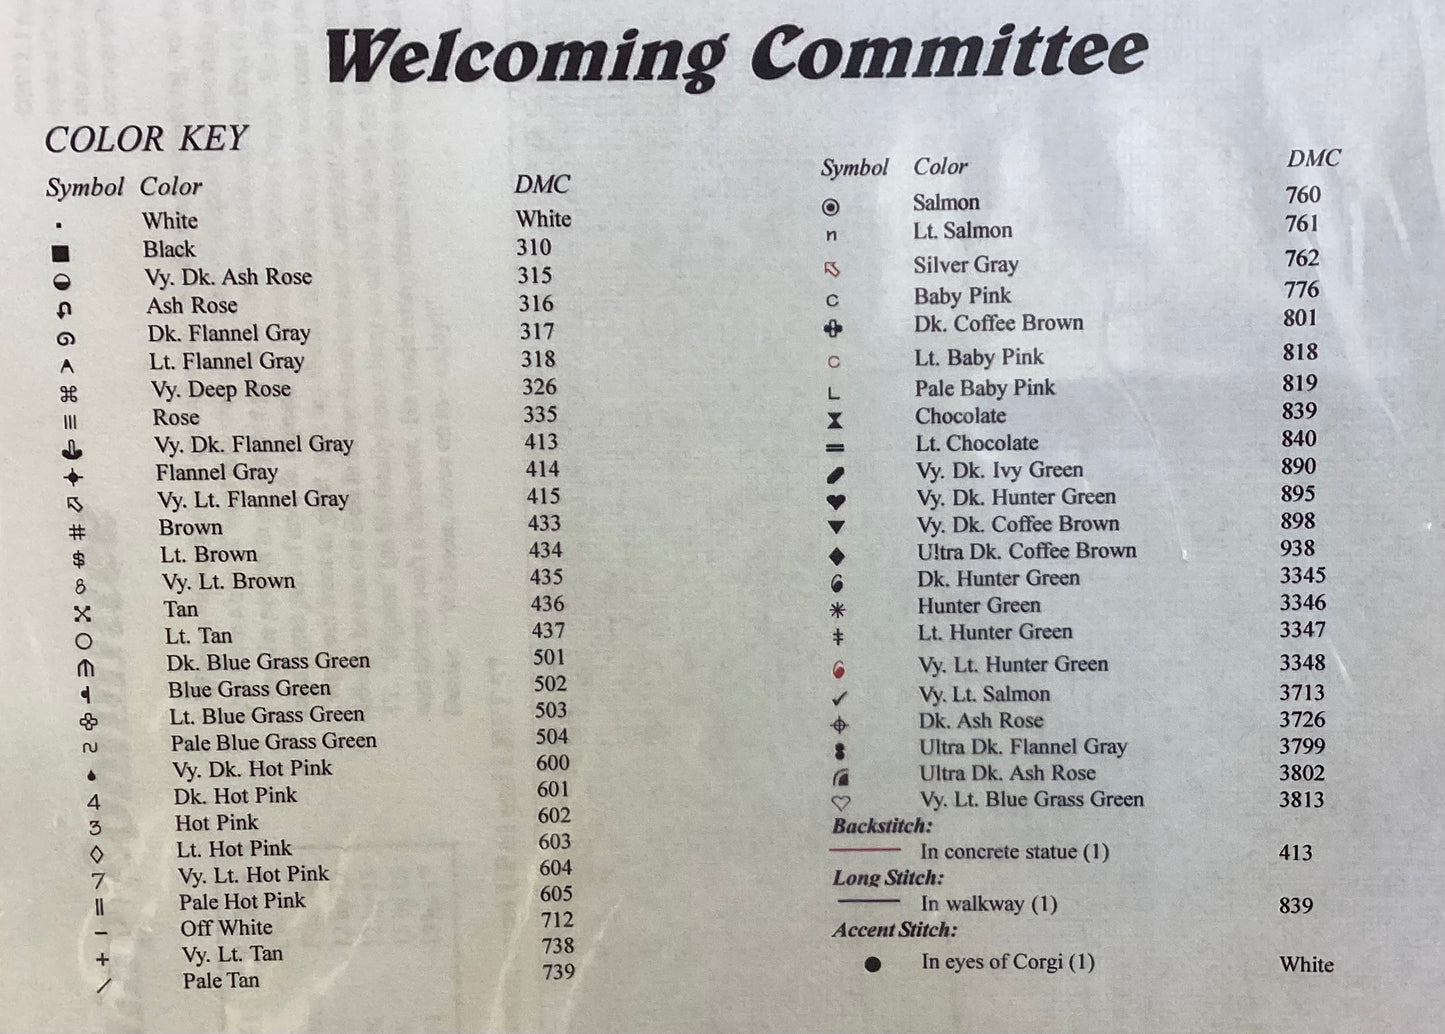 Welcoming Committee
COLOR KEY
Symbol Color DMC
White White
Black 310
Vy. Dk. Ash Rose 315
Ash Rose 316
Dk. Flannel Gray 317
Lt. Flannel Gray 318
Vy. Deep Rose 326
Rose 335
Vy. Dk. Flannel Gray 413
Flannel Gray 414
Vy. Lt. Flannel Gray 415
# Brown 433
$ Lt. Brown 434
8 Vy. Lt. Brown 435
Tan 436
Lt. Tan 437
Dk. Blue Grass Green 501
Blue Grass Green 502
Lt. Blue Grass Green 503
Pale Blue Grass Green 504
Vy. Dk. Hot Pink 600
4 Dk. Hot Pink 601
3 Hot Pink 602
◊ Lt. Hot Pink 603
7 Vy. Lt. Hot Pink 604
Pale Hot Pink 605
– Off White 712
+ Vy. Lt. Tan 738
/ Pale Tan 739
Symbol Color DMC
Salmon 760
n Lt. Salmon 761
Silver Gray 762
C Baby Pink 776
Dk. Coffee Brown 801
C Lt. Baby Pink 818
L Pale Baby Pink 819
Chocolate 839
= Lt. Chocolate 840
Vy. Dk. Ivy Green 890
Vy. Dk. Hunter Green 895
Vy. Dk. Coffee Brown 898
Ultra Dk. Coffee Brown 938
Dk. Hunter Green 3345
Hunter Green 3346
Lt. Hunter Green 3347
Vy. Lt. Hunter Green 3348
Vy. Lt. Salmon 3713
Dk. Ash Rose 3726
Ultra Dk. Flannel Gray 3799
Ultra Dk. Ash Rose 3802
Vy. Lt. Blue Grass Green 3813
Backstitch:
In concrete statue (1) 413
Long Stitch:
In walkway (1) 839
Accent Stitch:
In eyes of Corgi (1) White